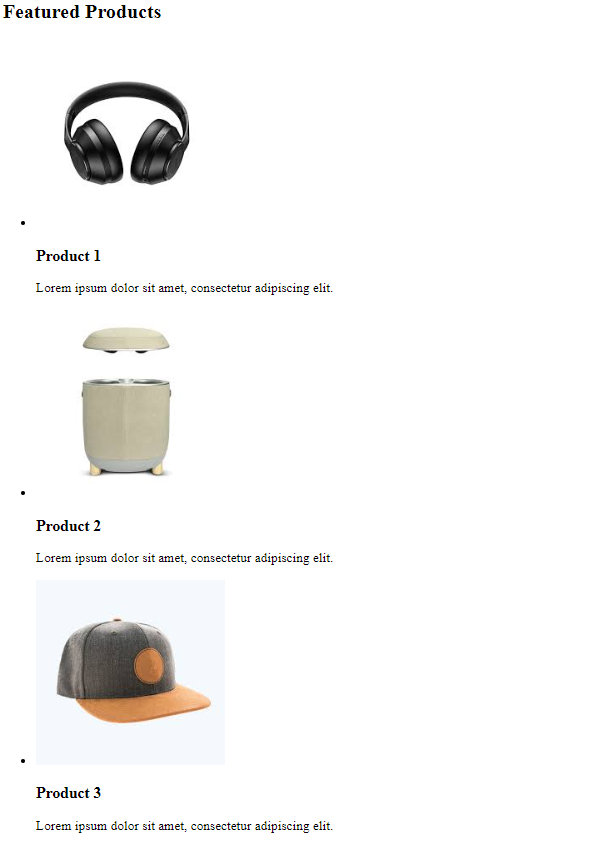 Featured Products
Product 1
Lorem ipsum dolor sit amet, consectetur adipiscing elit.
Product 2
Lorem ipsum dolor sit amet, consectetur adipiscing elit.
Product 3
Lorem ipsum dolor sit amet, consectetur adipiscing elit.